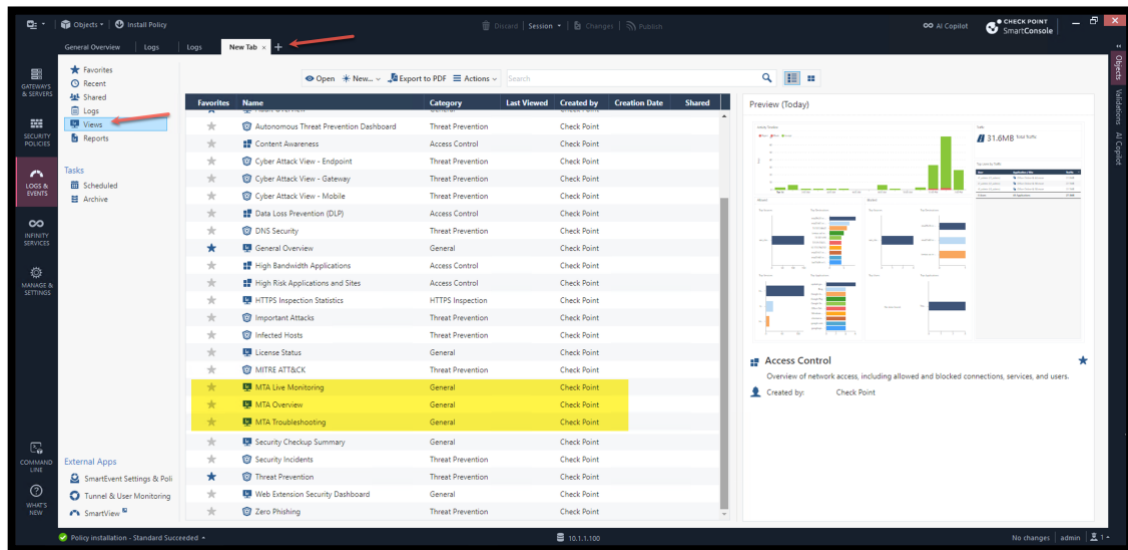 Objects
Install Policy
Discard
Session
Changes
Publish
AI Copilot
CHECK POINT
SmartConsole
General Overview
Logs
Logs
New Tab
GATEWAYS
& SERVERS
SECURITY
POLICIES
LOGS &
EVENTS
INFINITY
SERVICES
MANAGE &
SETTINGS
COMMAND
LINE
WHAT'S
NEW
Favorites
Recent
Shared
Logs
Views
Reports
Tasks
Scheduled
Archive
External Apps
SmartEvent Settings & Poli
Tunnel & User Monitoring
SmartView
Open New... Export to PDF Actions Search
Favorites Name Category Last Viewed Created by Creation Date Shared
Autonomous Threat Prevention Dashboard Threat Prevention Check Point
Content Awareness Access Control Check Point
Cyber Attack View - Endpoint Threat Prevention Check Point
Cyber Attack View - Gateway Threat Prevention Check Point
Cyber Attack View - Mobile Threat Prevention Check Point
Data Loss Prevention (DLP) Access Control Check Point
DNS Security Threat Prevention Check Point
General Overview General Check Point
High Bandwidth Applications Access Control Check Point
High Risk Applications and Sites Access Control Check Point
HTTPS Inspection Statistics HTTPS Inspection Check Point
Important Attacks Threat Prevention Check Point
Infected Hosts Threat Prevention Check Point
License Status General Check Point
MITRE ATT&CK Threat Prevention Check Point
MTA Live Monitoring General Check Point
MTA Overview General Check Point
MTA Troubleshooting General Check Point
Security Checkup Summary General Check Point
Security Incidents Threat Prevention Check Point
Threat Prevention Threat Prevention Check Point
Web Extension Security Dashboard General Check Point
Zero Phishing Threat Prevention Check Point
Preview (Today)
31.6MB Total Traffic
Access Control
Overview of network access, including allowed and blocked connections, services, and users.
Created by: Check Point
Objects
Validations
AI Copilot
Policy installation - Standard Succeeded
10.1.1.100
No changes
admin
1